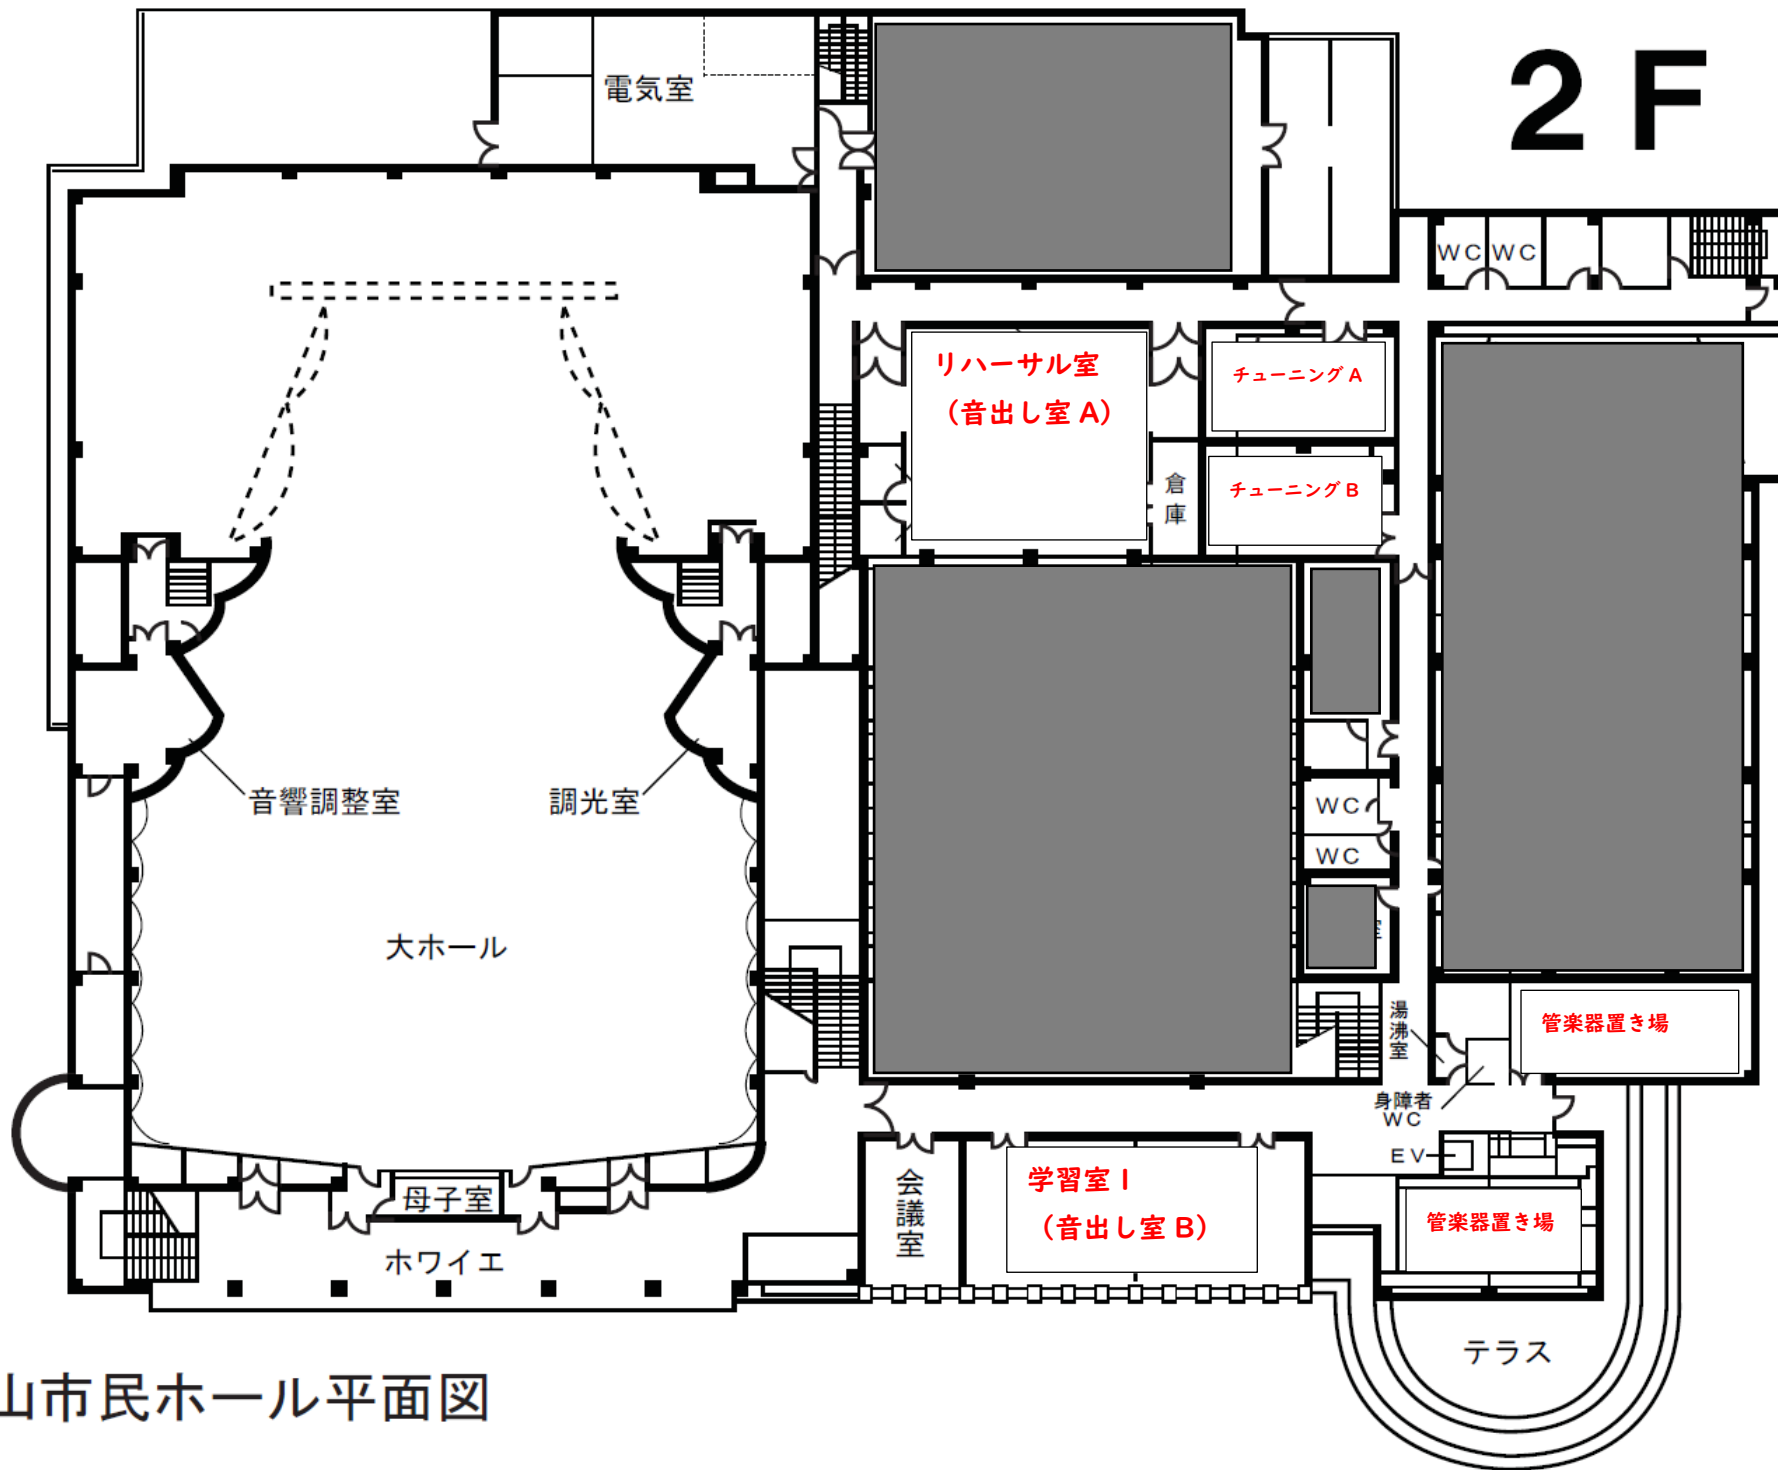 2F
電気室
WC
WC
リハーサル室
（音出し室 A）
チューニング A
倉庫
チューニング B
音響調整室
調光室
WC
WC
大ホール
室
湯沸室
管楽器置き場
身障者
WC
EV
会議室
学習室 1
（音出し室 B）
母子室
管楽器置き場
ホワイエ
テラス
山市民ホール平面図